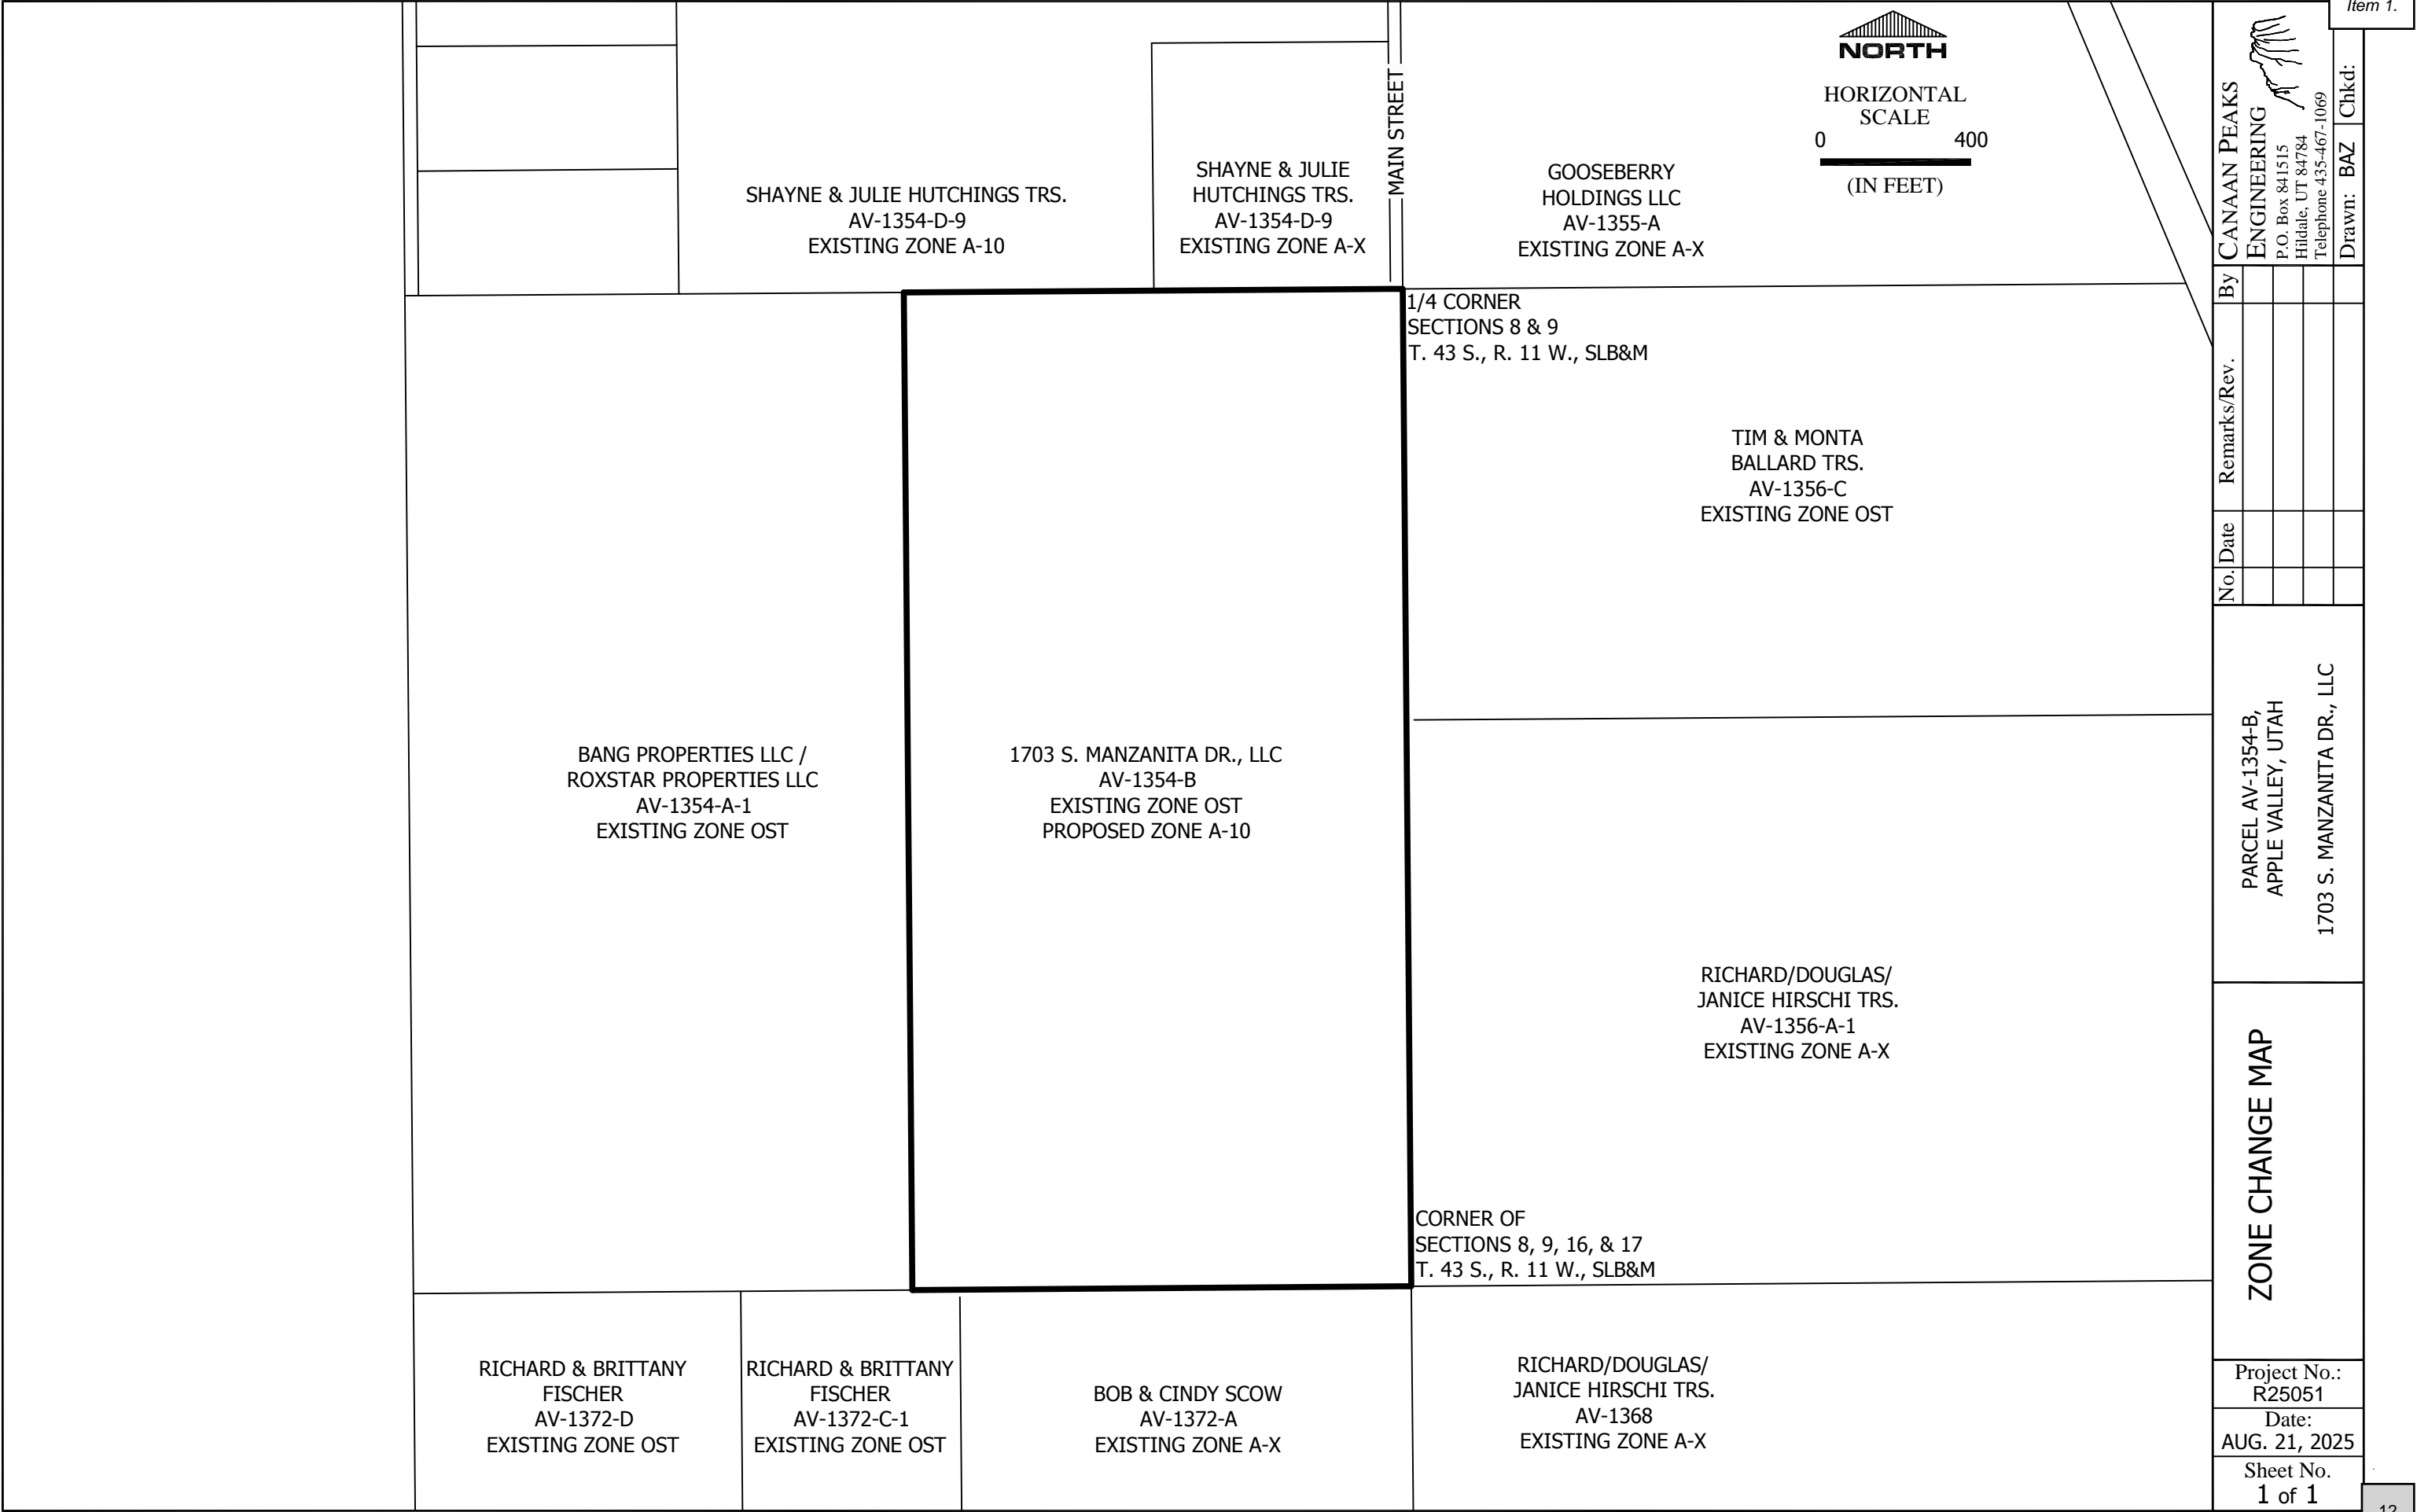 Item 1.
NORTH
HORIZONTAL
SCALE
0 400
(IN FEET)
MAIN STREET
SHAYNE & JULIE HUTCHINGS TRS.
AV-1354-D-9
EXISTING ZONE A-10
SHAYNE & JULIE
HUTCHINGS TRS.
AV-1354-D-9
EXISTING ZONE A-X
GOOSEBERRY
HOLDINGS LLC
AV-1355-A
EXISTING ZONE A-X
1/4 CORNER
SECTIONS 8 & 9
T. 43 S., R. 11 W., SLB&M
TIM & MONTA
BALLARD TRS.
AV-1356-C
EXISTING ZONE OST
BANG PROPERTIES LLC /
ROXSTAR PROPERTIES LLC
AV-1354-A-1
EXISTING ZONE OST
1703 S. MANZANITA DR., LLC
AV-1354-B
EXISTING ZONE OST
PROPOSED ZONE A-10
RICHARD/DOUGLAS/
JANICE HIRSCHI TRS.
AV-1356-A-1
EXISTING ZONE A-X
CORNER OF
SECTIONS 8, 9, 16, & 17
T. 43 S., R. 11 W., SLB&M
RICHARD & BRITTANY
FISCHER
AV-1372-D
EXISTING ZONE OST
RICHARD & BRITTANY
FISCHER
AV-1372-C-1
EXISTING ZONE OST
BOB & CINDY SCOW
AV-1372-A
EXISTING ZONE A-X
RICHARD/DOUGLAS/
JANICE HIRSCHI TRS.
AV-1368
EXISTING ZONE A-X
CANAAN PEAKS
ENGINEERING
P.O. Box 841515
Hildale, UT 84784
Telephone 435-467-1069
Drawn: BAZ Chkd:
No. Date Remarks/Rev. By
PARCEL AV-1354-B,
APPLE VALLEY, UTAH
1703 S. MANZANITA DR., LLC
ZONE CHANGE MAP
Project No.:
R25051
Date:
AUG. 21, 2025
Sheet No.
1 of 1
12